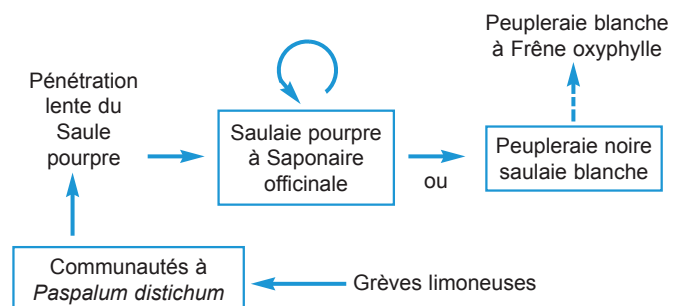 Peupleraie blanche
à Frêne oxyphylle
Pénétration
lente du
Saule
pourpre
Saulaie pourpre
à Saponaire
officinale
ou
Peupleraie noire
saulaie blanche
Communautés à
Paspalum distichum
Grèves limoneuses